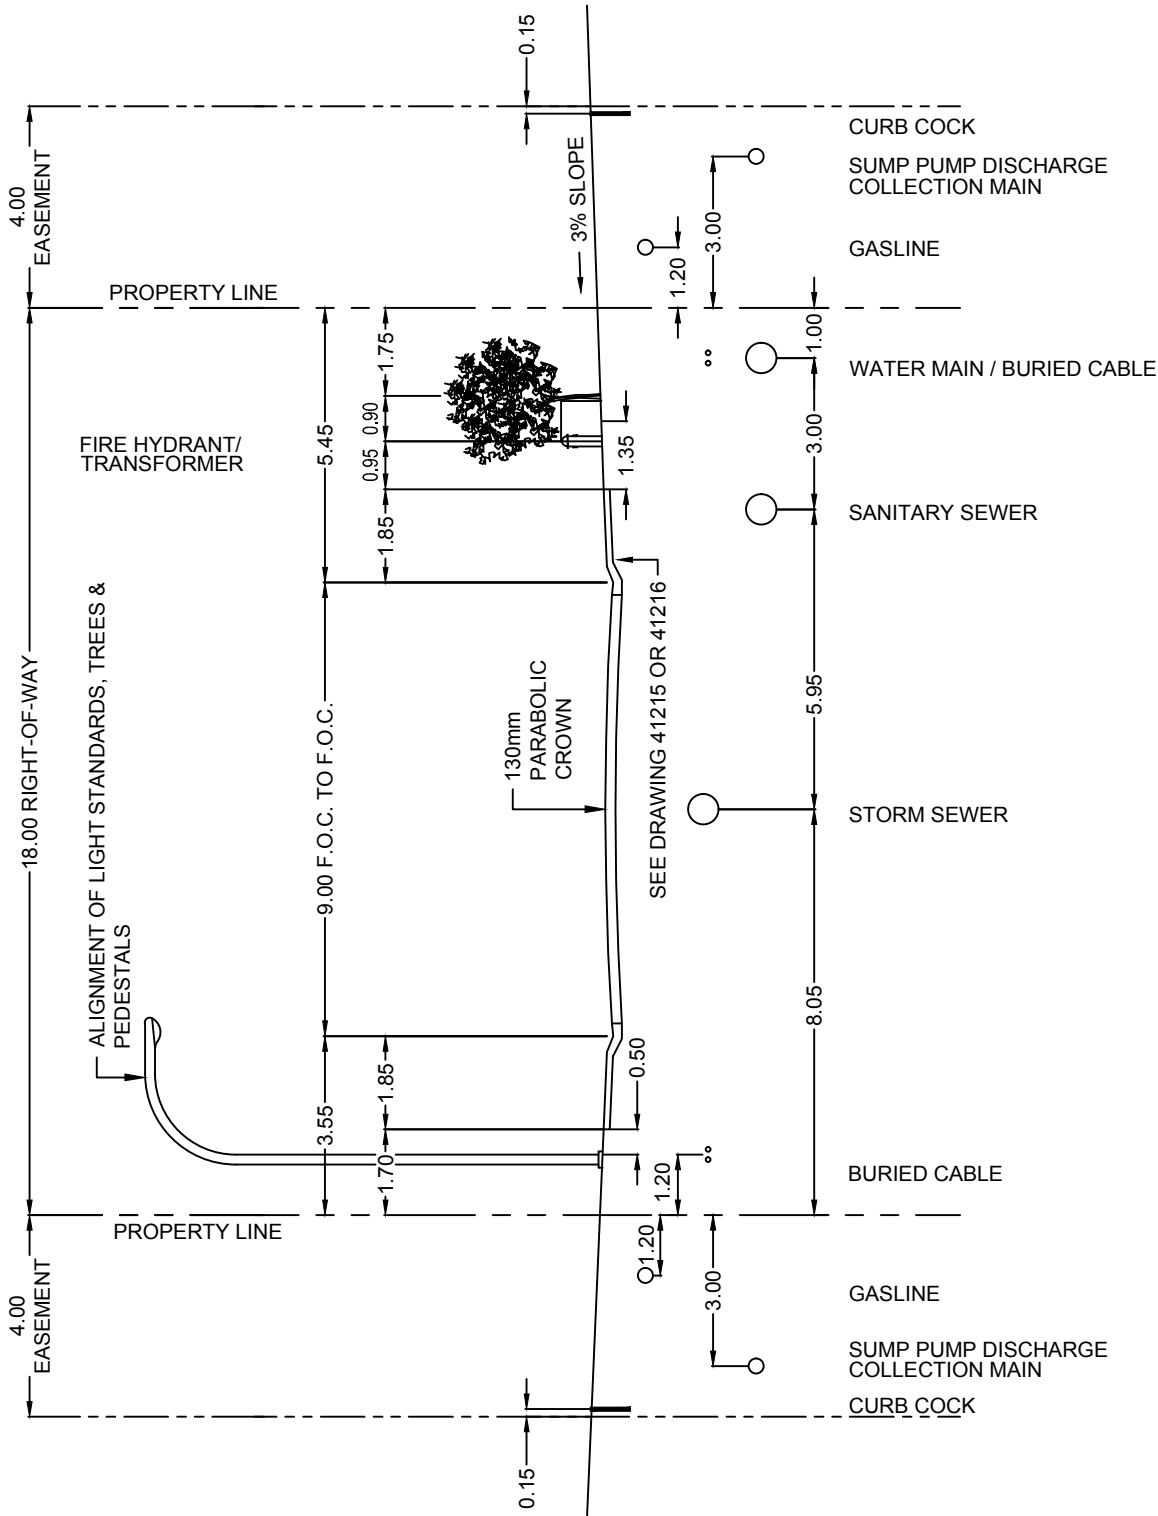 0.15
4.00
EASEMENT
3% SLOPE
CURB COCK
SUMP PUMP DISCHARGE
COLLECTION MAIN
3.00
GASLINE
1.20
PROPERTY LINE
1.00
1.75
WATER MAIN / BURIED CABLE
0.90
5.45
3.00
FIRE HYDRANT/
TRANSFORMER
0.95
1.35
SANITARY SEWER
1.85
ALIGNMENT OF LIGHT STANDARDS, TREES &
PEDESTALS
18.00 RIGHT-OF-WAY
9.00 F.O.C. TO F.O.C.
130mm
PARABOLIC
CROWN
SEE DRAWING 41215 OR 41216
5.95
STORM SEWER
8.05
0.50
1.85
3.55
1.70
1.20
BURIED CABLE
PROPERTY LINE
1.20
4.00
EASEMENT
3.00
GASLINE
SUMP PUMP DISCHARGE
COLLECTION MAIN
CURB COCK
0.15